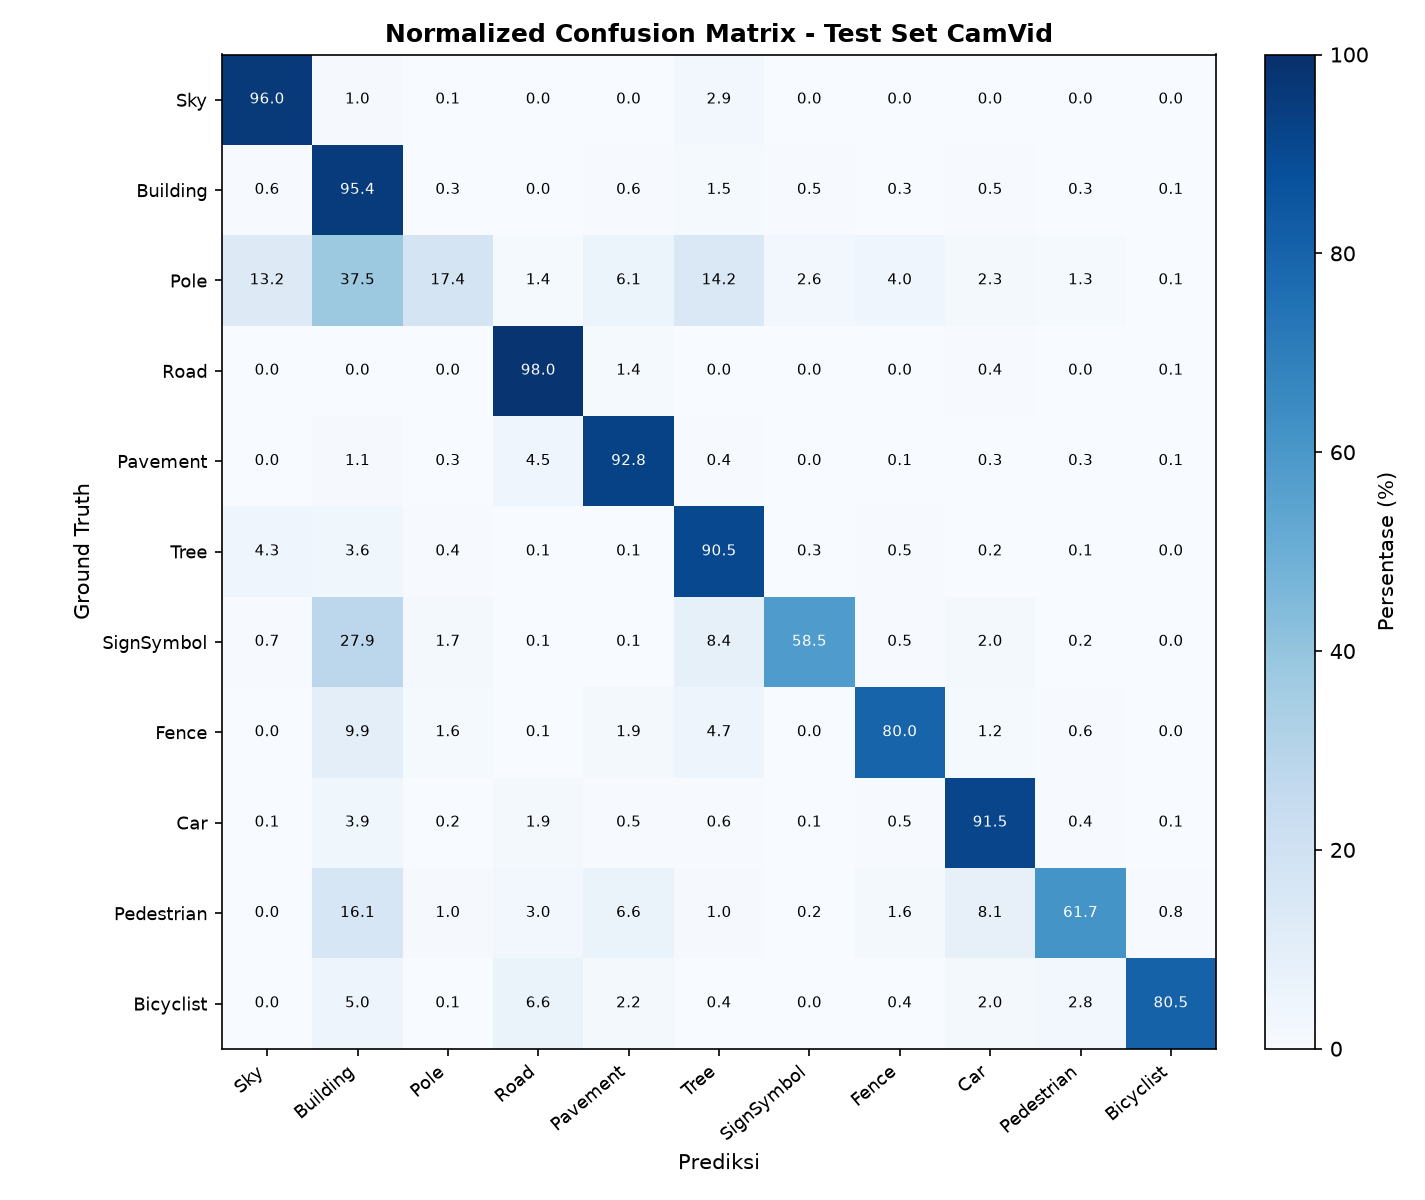 Normalized Confusion Matrix - Test Set CamVid
Sky 96.0 1.0 0.1 0.0 0.0 2.9 0.0 0.0 0.0 0.0 0.0
Building 0.6 95.4 0.3 0.0 0.6 1.5 0.5 0.3 0.5 0.3 0.1
Pole 13.2 37.5 17.4 1.4 6.1 14.2 2.6 4.0 2.3 1.3 0.1
Road 0.0 0.0 0.0 98.0 1.4 0.0 0.0 0.0 0.4 0.0 0.1
Pavement 0.0 1.1 0.3 4.5 92.8 0.4 0.0 0.1 0.3 0.3 0.1
Tree 4.3 3.6 0.4 0.1 0.1 90.5 0.3 0.5 0.2 0.1 0.0
SignSymbol 0.7 27.9 1.7 0.1 0.1 8.4 58.5 0.5 2.0 0.2 0.0
Fence 0.0 9.9 1.6 0.1 1.9 4.7 0.0 80.0 1.2 0.6 0.0
Car 0.1 3.9 0.2 1.9 0.5 0.6 0.1 0.5 91.5 0.4 0.1
Pedestrian 0.0 16.1 1.0 3.0 6.6 1.0 0.2 1.6 8.1 61.7 0.8
Bicyclist 0.0 5.0 0.1 6.6 2.2 0.4 0.0 0.4 2.0 2.8 80.5
Sky Building Pole Road Pavement Tree SignSymbol Fence Car Pedestrian Bicyclist
Prediksi
Ground Truth
100
80
60
40
20
0
Persentase (%)